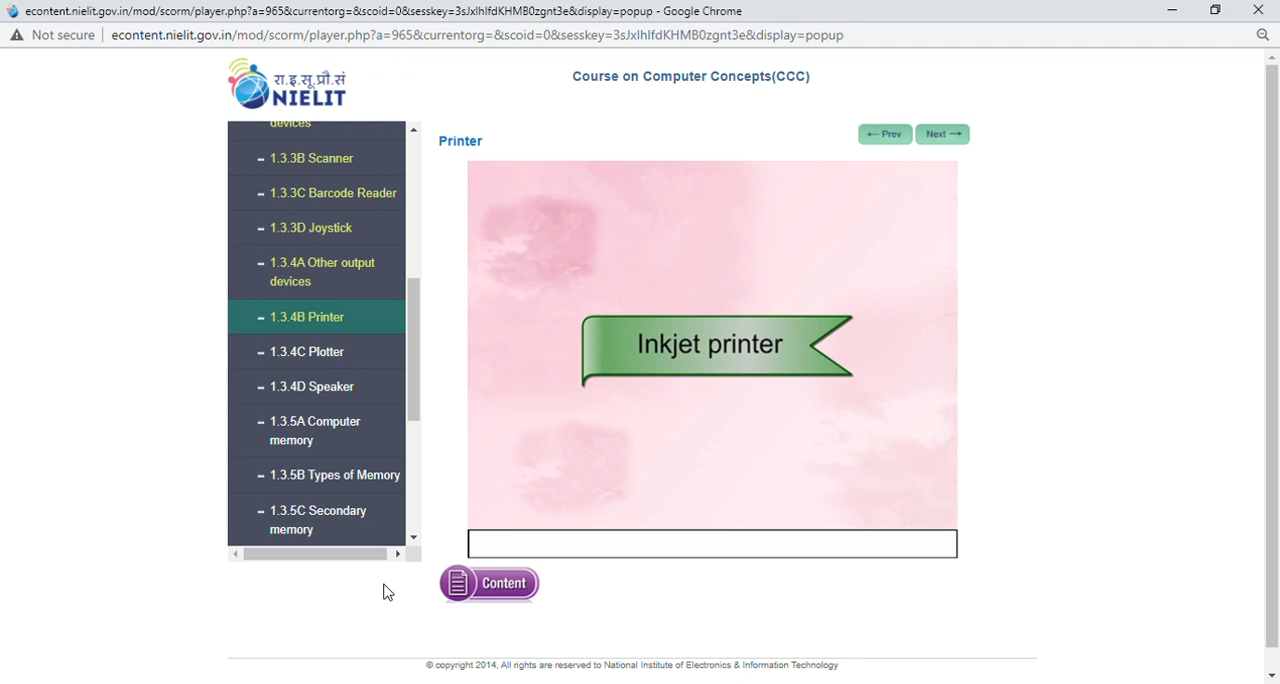 econtent.nielit.gov.in/mod/scorm/player.php?a=965&currentorg=&scoid=0&sesskey=3sJxlhlfdKHMB0zgnt3e&display=popup - Google Chrome
Not secure
econtent.nielit.gov.in/mod/scorm/player.php?a=965&currentorg=&scoid=0&sesskey=3sJxlhlfdKHMB0zgnt3e&display=popup
रा.इ.सू.प्रौ.सं
NIELIT
Course on Computer Concepts(CCC)
devices
1.3.3B Scanner
1.3.3C Barcode Reader
1.3.3D Joystick
1.3.4A Other output
devices
1.3.4B Printer
1.3.4C Plotter
1.3.4D Speaker
1.3.5A Computer
memory
1.3.5B Types of Memory
1.3.5C Secondary
memory
Printer
← Prev
Next →
Inkjet printer
Content
© copyright 2014, All rights are reserved to National Institute of Electronics & Information Technology